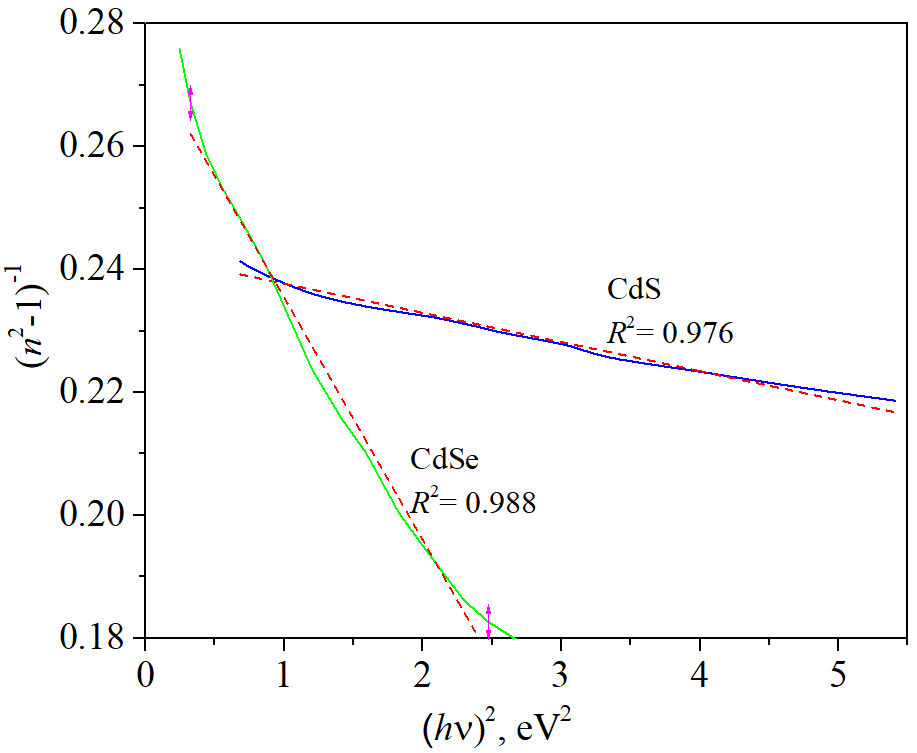 0.28
0.26
0.24
0.22
0.20
0.18
(n²-1)⁻¹
CdS
R²= 0.976
CdSe
R²= 0.988
0 1 2 3 4 5
(hν)², eV²